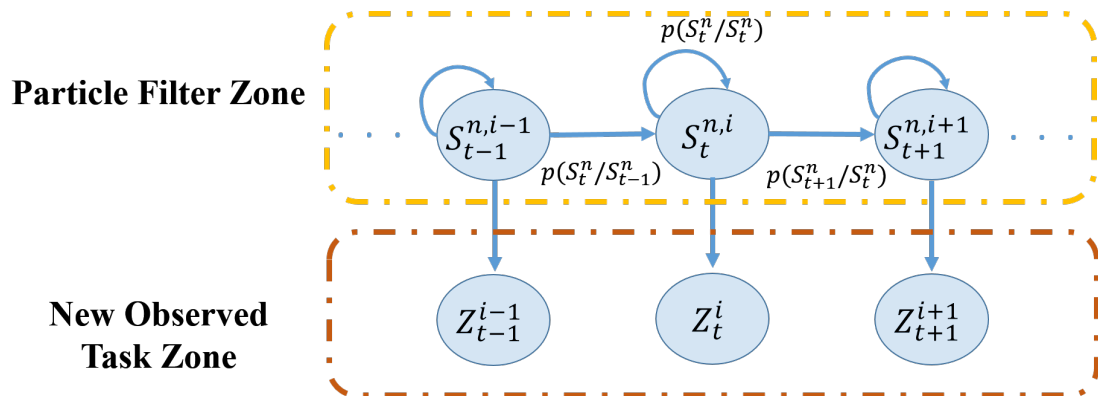 p(S_t^n/S_t^n)
Particle Filter Zone
. . . .
S_{t-1}^{n,i-1}
S_t^{n,i}
S_{t+1}^{n,i+1}
. . . .
p(S_t^n/S_{t-1}^n)
p(S_{t+1}^n/S_t^n)
New Observed
Task Zone
Z_{t-1}^{i-1}
Z_t^i
Z_{t+1}^{i+1}